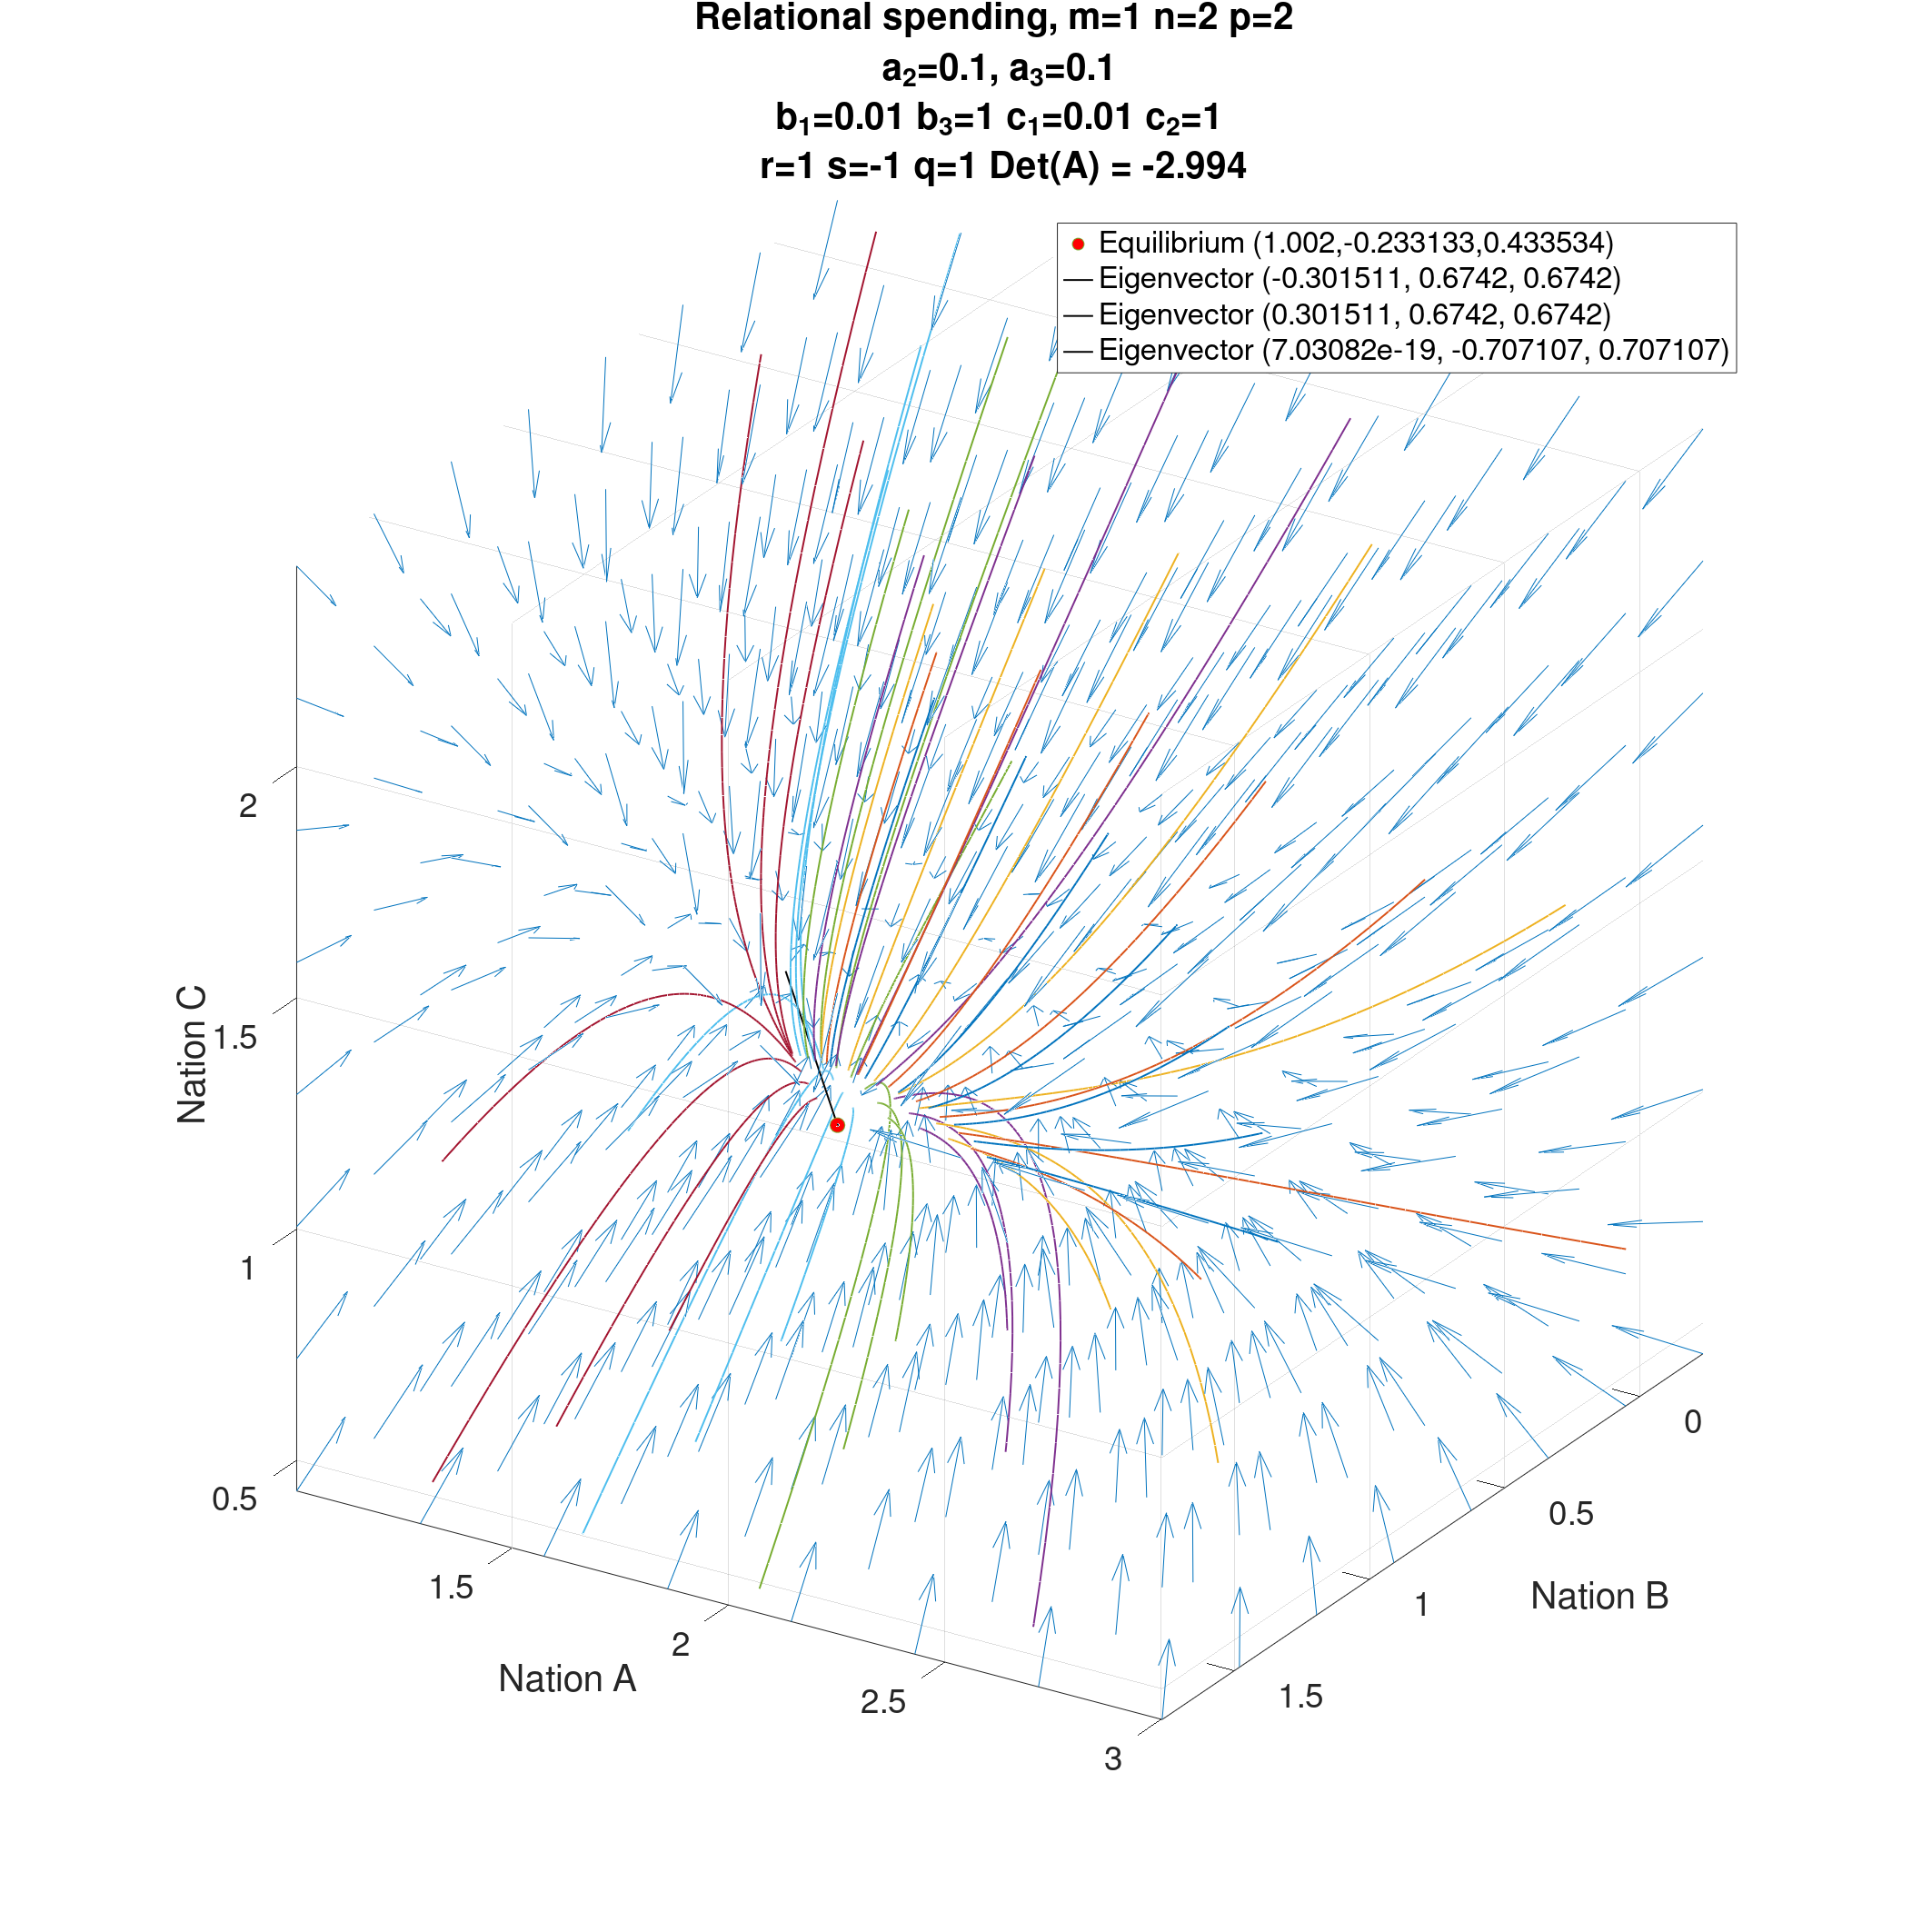 Relational spending, m=1 n=2 p=2
a₂=0.1, a₃=0.1
b₁=0.01 b₃=1 c₁=0.01 c₂=1
r=1 s=-1 q=1 Det(A) = -2.994
Equilibrium (1.002,-0.233133,0.433534)
Eigenvector (-0.301511, 0.6742, 0.6742)
Eigenvector (0.301511, 0.6742, 0.6742)
Eigenvector (7.03082e-19, -0.707107, 0.707107)
2
1.5
1
0.5
Nation C
1.5
2
2.5
3
Nation A
0
0.5
1
1.5
Nation B